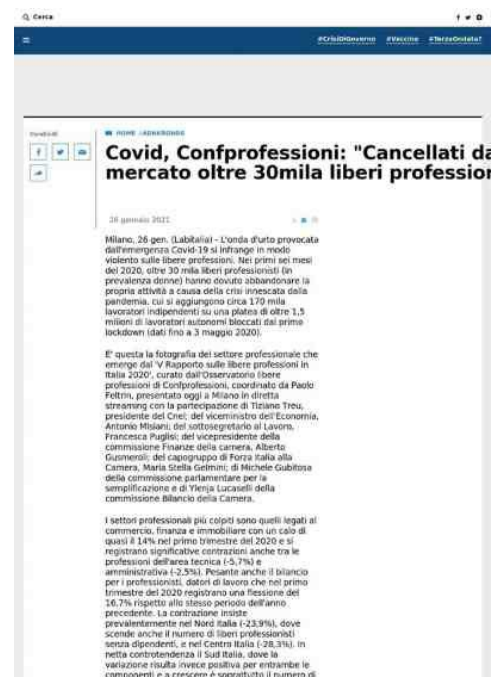 Cerca
#CrisiDiGoverno #Vaccino #TerzaOndata?
Condividi
HOME /ADNKRONOS
Covid, Confprofessioni: "Cancellati da
mercato oltre 30mila liberi profession
26 gennaio 2021
Milano, 26 gen. (Labitalia) - L'onda d'urto provocata
dall'emergenza Covid-19 si infrange in modo
violento sulle libere professioni. Nei primi sei mesi
del 2020, oltre 30 mila liberi professionisti (in
prevalenza donne) hanno dovuto abbandonare la
propria attività a causa della crisi innescata dalla
pandemia, cui si aggiungono circa 170 mila
lavoratori indipendenti su una platea di oltre 1,5
milioni di lavoratori autonomi bloccati dal primo
lockdown (dati fino a 3 maggio 2020).
E' questa la fotografia del settore professionale che
emerge dal 'V Rapporto sulle libere professioni in
Italia 2020', curato dall'Osservatorio libere
professioni di Confprofessioni, coordinato da Paolo
Feltrin, presentato oggi a Milano in diretta
streaming con la partecipazione di Tiziano Treu,
presidente del Cnel; del viceministro dell'Economia,
Antonio Misiani; del sottosegretario al Lavoro,
Francesca Puglisi; del vicepresidente della
commissione Finanze della camera, Alberto
Gusmeroli; del capogruppo di Forza Italia alla
Camera, Maria Stella Gelmini; di Michele Gubitosa
della commissione parlamentare per la
semplificazione e di Ylenja Lucaselli della
commissione Bilancio della Camera.
I settori professionali più colpiti sono quelli legati al
commercio, finanza e immobiliare con un calo di
quasi il 14% nel primo trimestre del 2020 e si
registrano significative contrazioni anche tra le
professioni dell'area tecnica (-5,7%) e
amministrativa (-2,5%). Pesante anche il bilancio
per i professionisti, datori di lavoro che nel primo
trimestre del 2020 registrano una flessione del
16,7% rispetto allo stesso periodo dell'anno
precedente. La contrazione insiste
prevalentemente nel Nord Italia (-23,9%), dove
scende anche il numero di liberi professionisti
senza dipendenti, e nel Centro Italia (-28,3%). In
netta controtendenza il Sud Italia, dove la
variazione risulta invece positiva per entrambe le
componenti e a crescere è soprattutto il numero di